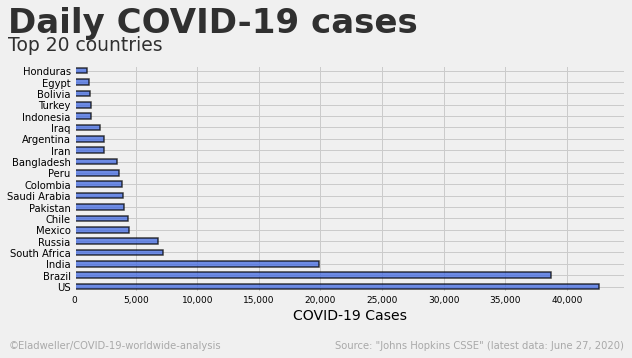 Daily COVID-19 cases
Top 20 countries
Honduras
Egypt
Bolivia
Turkey
Indonesia
Iraq
Argentina
Iran
Bangladesh
Peru
Colombia
Saudi Arabia
Pakistan
Chile
Mexico
Russia
South Africa
India
Brazil
US
0 5,000 10,000 15,000 20,000 25,000 30,000 35,000 40,000
COVID-19 Cases
©Eladweller/COVID-19-worldwide-analysis Source: "Johns Hopkins CSSE" (latest data: June 27, 2020)